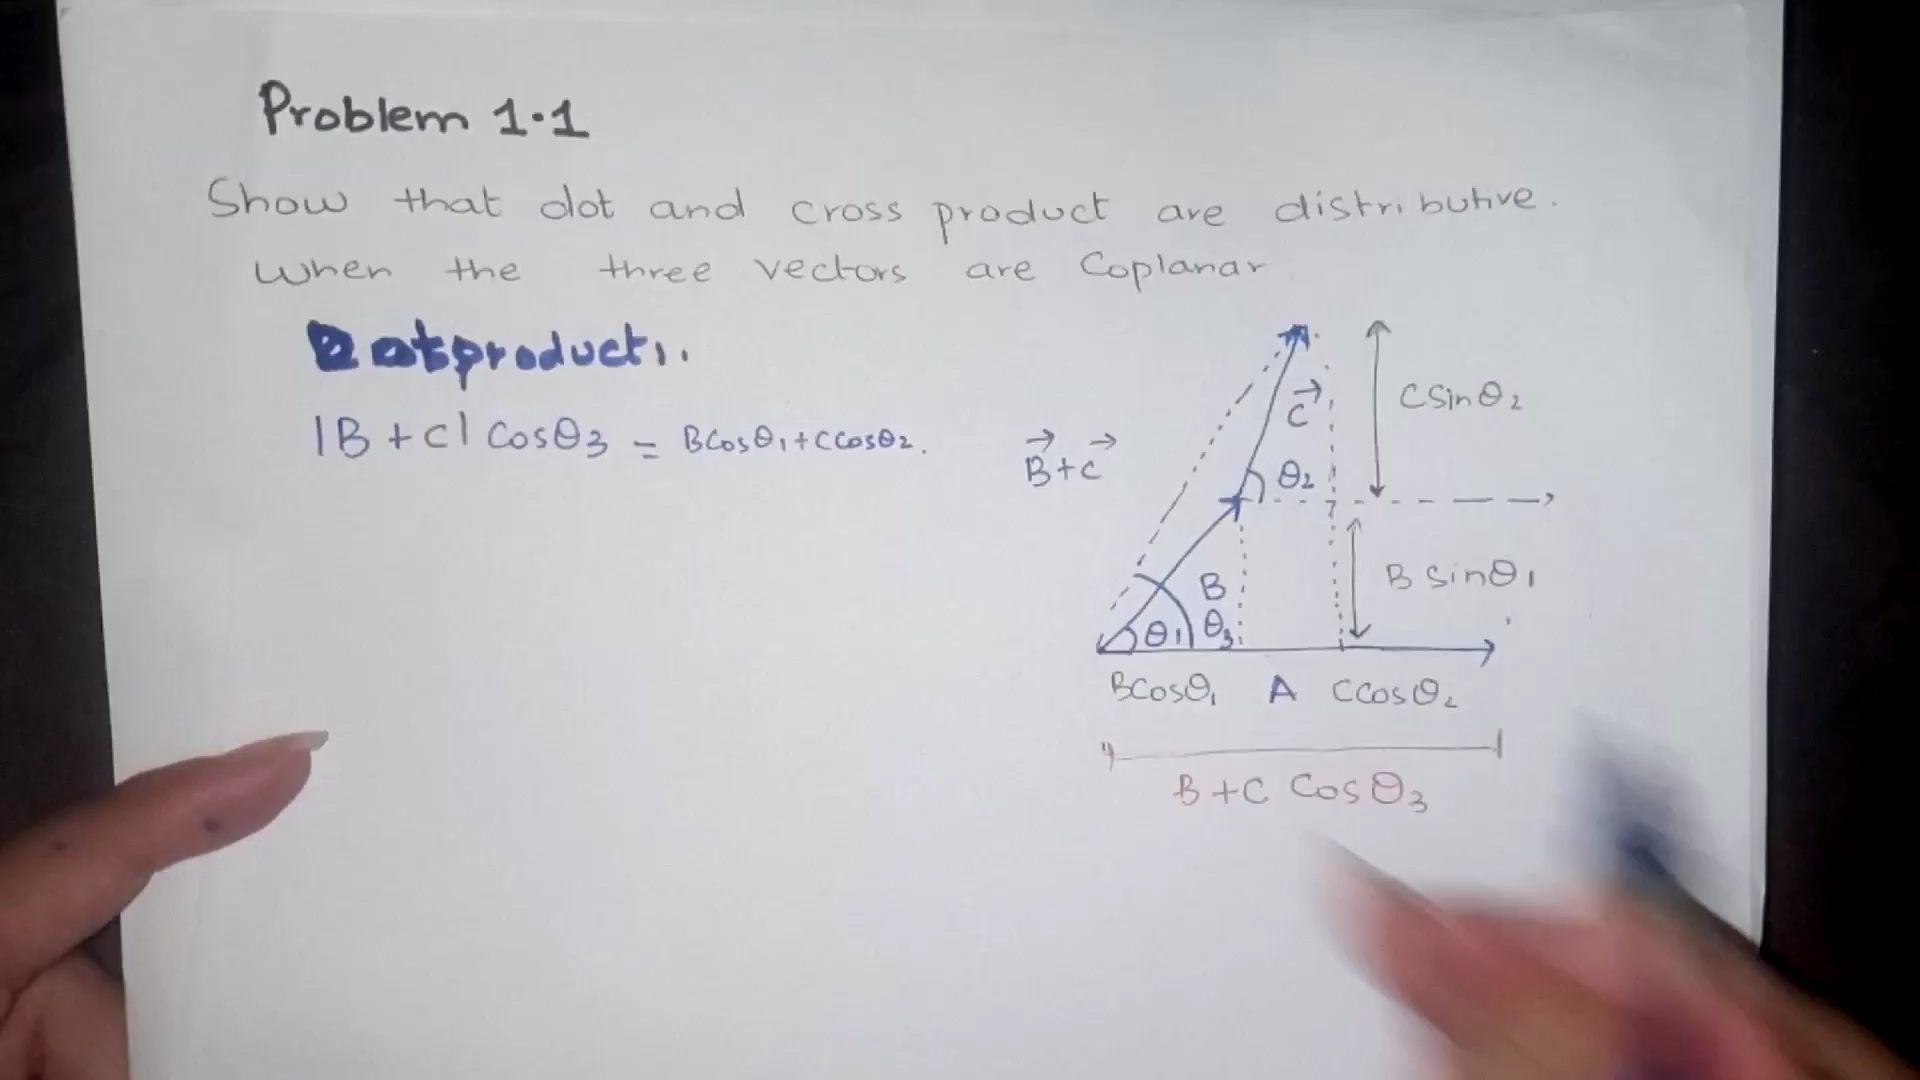 Problem 1.1
Show that dot and cross product are distributive.
when the three vectors are Coplanar
Dotproduct:.
|B + C| Cosθ3 = BCosθ1+CCosθ2.
B+C
C
CSinθ2
θ2
B
B Sinθ1
θ1
θ3
BCosθ1 A CCosθ2
B+C Cosθ3